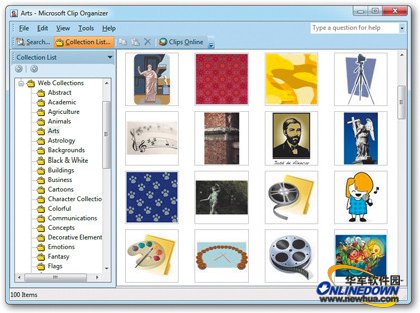 Arts - Microsoft Clip Organizer
File Edit View Tools Help
Type a question for help
Search... Collection List... Clips Online
Collection List
Web Collections
Abstract
Academic
Agriculture
Animals
Arts
Astrology
Backgrounds
Black & White
Buildings
Business
Cartoons
Character Collection
Colorful
Communications
Concepts
Decorative Element
Emotions
Fantasy
Flags
José de Alencar
100 Items
华军软件园
ONLINEDOWN
www.newhua.com